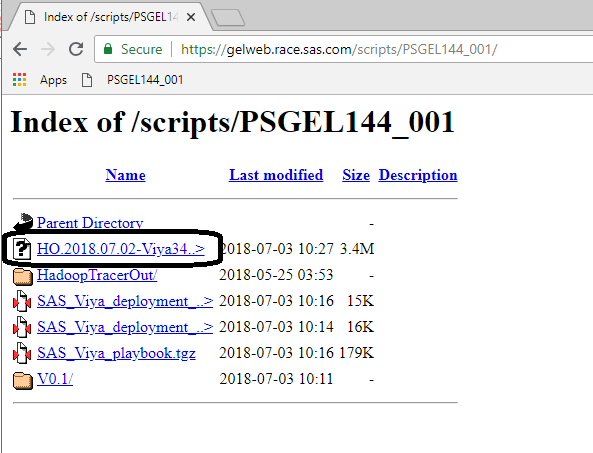 Index of /scripts/PSGEL14
Secure https://gelweb.race.sas.com/scripts/PSGEL144_001/
Apps PSGEL144_001
Index of /scripts/PSGEL144_001
Name Last modified Size Description
Parent Directory -
HO.2018.07.02-Viya34..> 2018-07-03 10:27 3.4M
HadoopTracerOut/ 2018-05-25 03:53 -
SAS_Viya_deployment_..> 2018-07-03 10:16 15K
SAS_Viya_deployment_..> 2018-07-03 10:14 16K
SAS_Viya_playbook.tgz 2018-07-03 10:16 179K
V0.1/ 2018-07-03 10:11 -